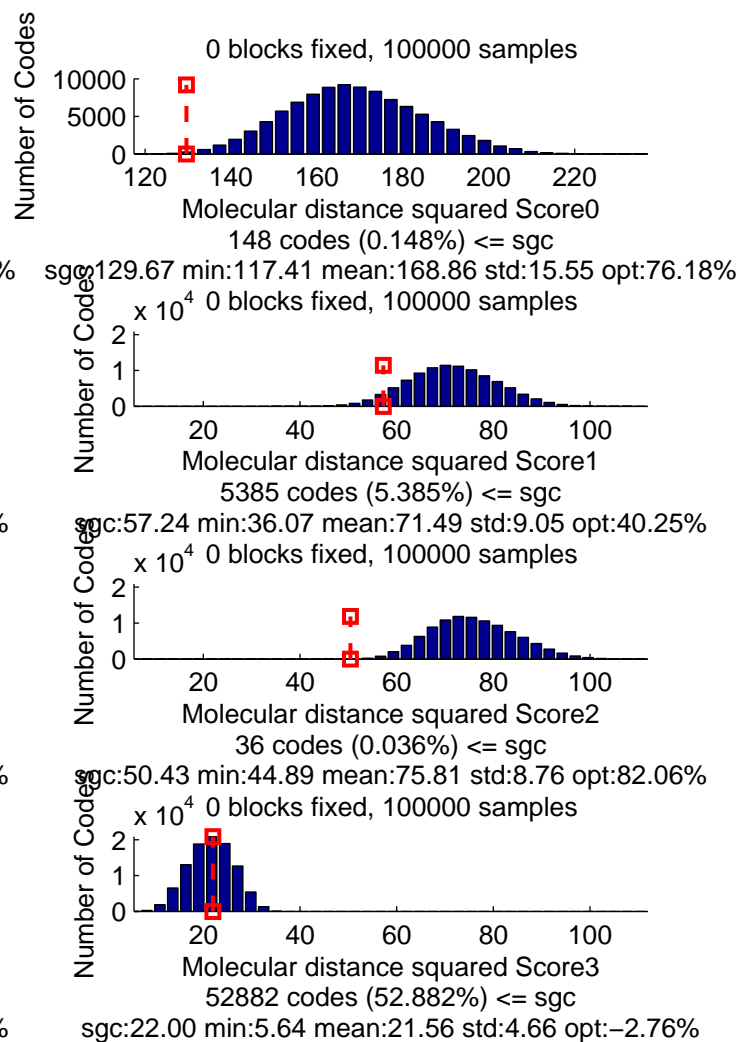 0 blocks fixed, 100000 samples
Number of Codes
10000
5000
0
120 140 160 180 200 220
Molecular distance squared Score0
148 codes (0.148%) <= sgc
% sgc:129.67 min:117.41 mean:168.86 std:15.55 opt:76.18%
x 10^4 0 blocks fixed, 100000 samples
Number of Codes
2
1
0
20 40 60 80 100
Molecular distance squared Score1
5385 codes (5.385%) <= sgc
% sgc:57.24 min:36.07 mean:71.49 std:9.05 opt:40.25%
x 10^4 0 blocks fixed, 100000 samples
Number of Codes
2
1
0
20 40 60 80 100
Molecular distance squared Score2
36 codes (0.036%) <= sgc
% sgc:50.43 min:44.89 mean:75.81 std:8.76 opt:82.06%
x 10^4 0 blocks fixed, 100000 samples
Number of Codes
2
1
0
20 40 60 80 100
Molecular distance squared Score3
52882 codes (52.882%) <= sgc
% sgc:22.00 min:5.64 mean:21.56 std:4.66 opt:−2.76%